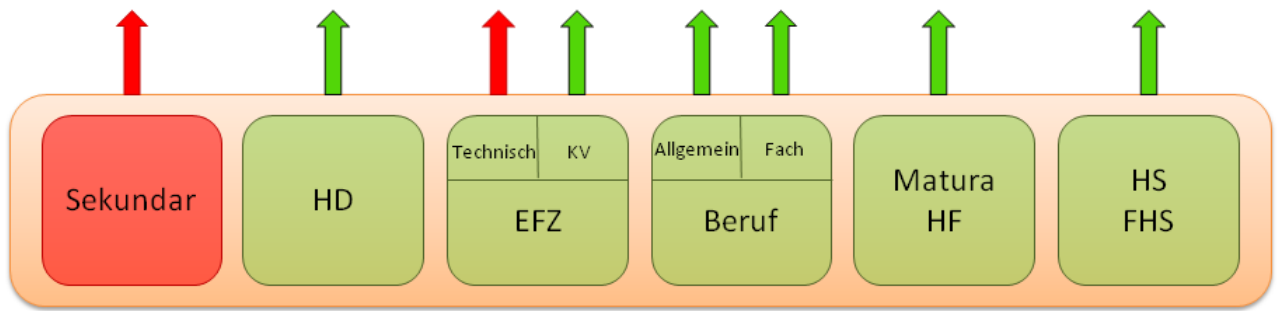 Sekundar
HD
Technisch KV
EFZ
Allgemein Fach
Beruf
Matura
HF
HS
FHS